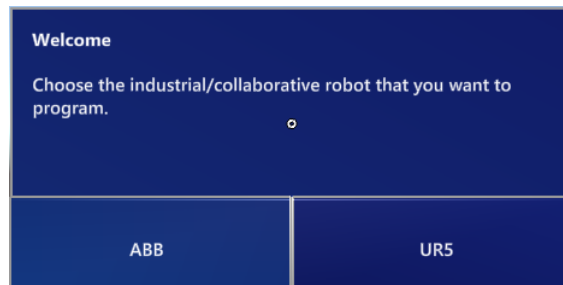 Welcome
Choose the industrial/collaborative robot that you want to
program.
ABB
UR5